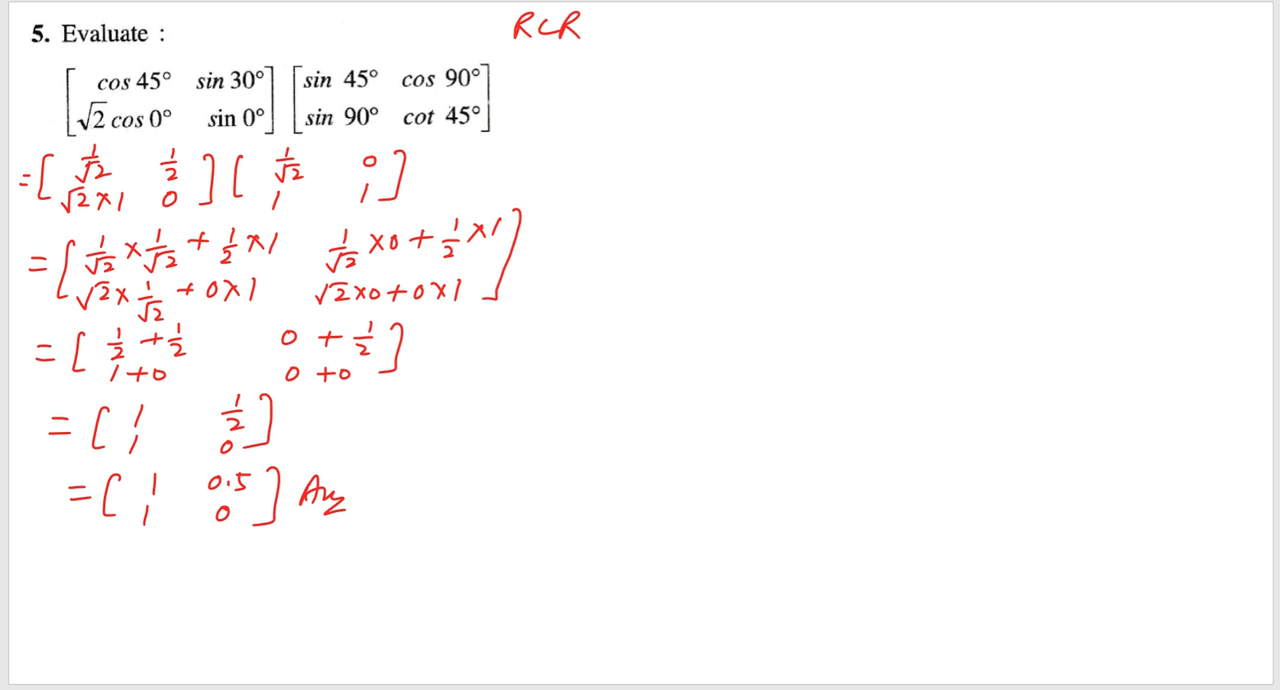 5. Evaluate :
RCR
[ cos 45° sin 30° ] [ sin 45° cos 90° ]
[ √2 cos 0° sin 0° ] [ sin 90° cot 45° ]
= [ 1/√2 1/2 ] [ 1/√2 0 ]
[ √2×1 0 ] [ 1 1 ]
= [ 1/√2 × 1/√2 + 1/2 ×1 1/√2 ×0 + 1/2 ×1 ]
[ √2× 1/√2 + 0×1 √2×0+0×1 ]
= [ 1/2 + 1/2 0 + 1/2 ]
[ 1+0 0 +0 ]
= [ 1 1/2 ]
[ 1 0 ]
= [ 1 0.5 ] Ans
[ 1 0 ]